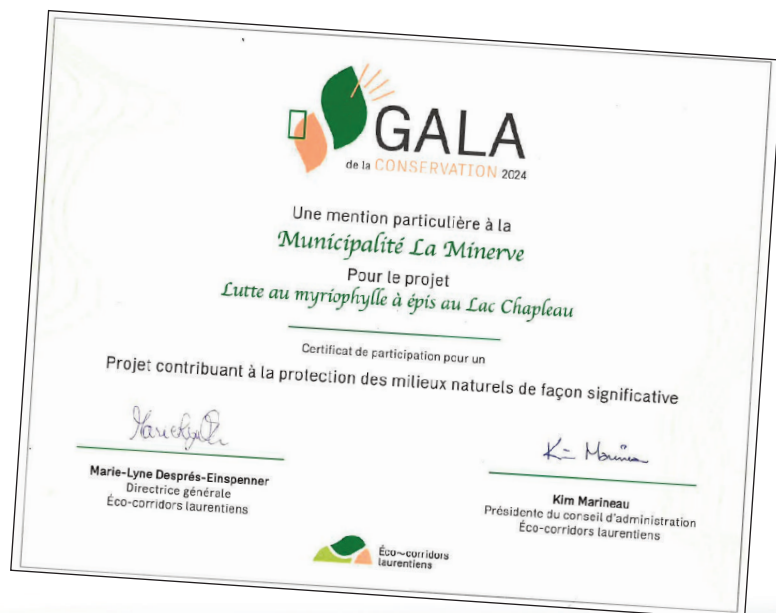 GALA
de la CONSERVATION 2024
Une mention particulière à la
Municipalité La Minerve
Pour le projet
Lutte au myriophylle à épis au Lac Chapleau
Certificat de participation pour un
Projet contribuant à la protection des milieux naturels de façon significative
Kim Marineau
Marie-Lyne Després-Einspenner
Directrice générale
Éco-corridors laurentiens
Kim Marineau
Présidente du conseil d'administration
Éco-corridors laurentiens
Éco~corridors
laurentiens